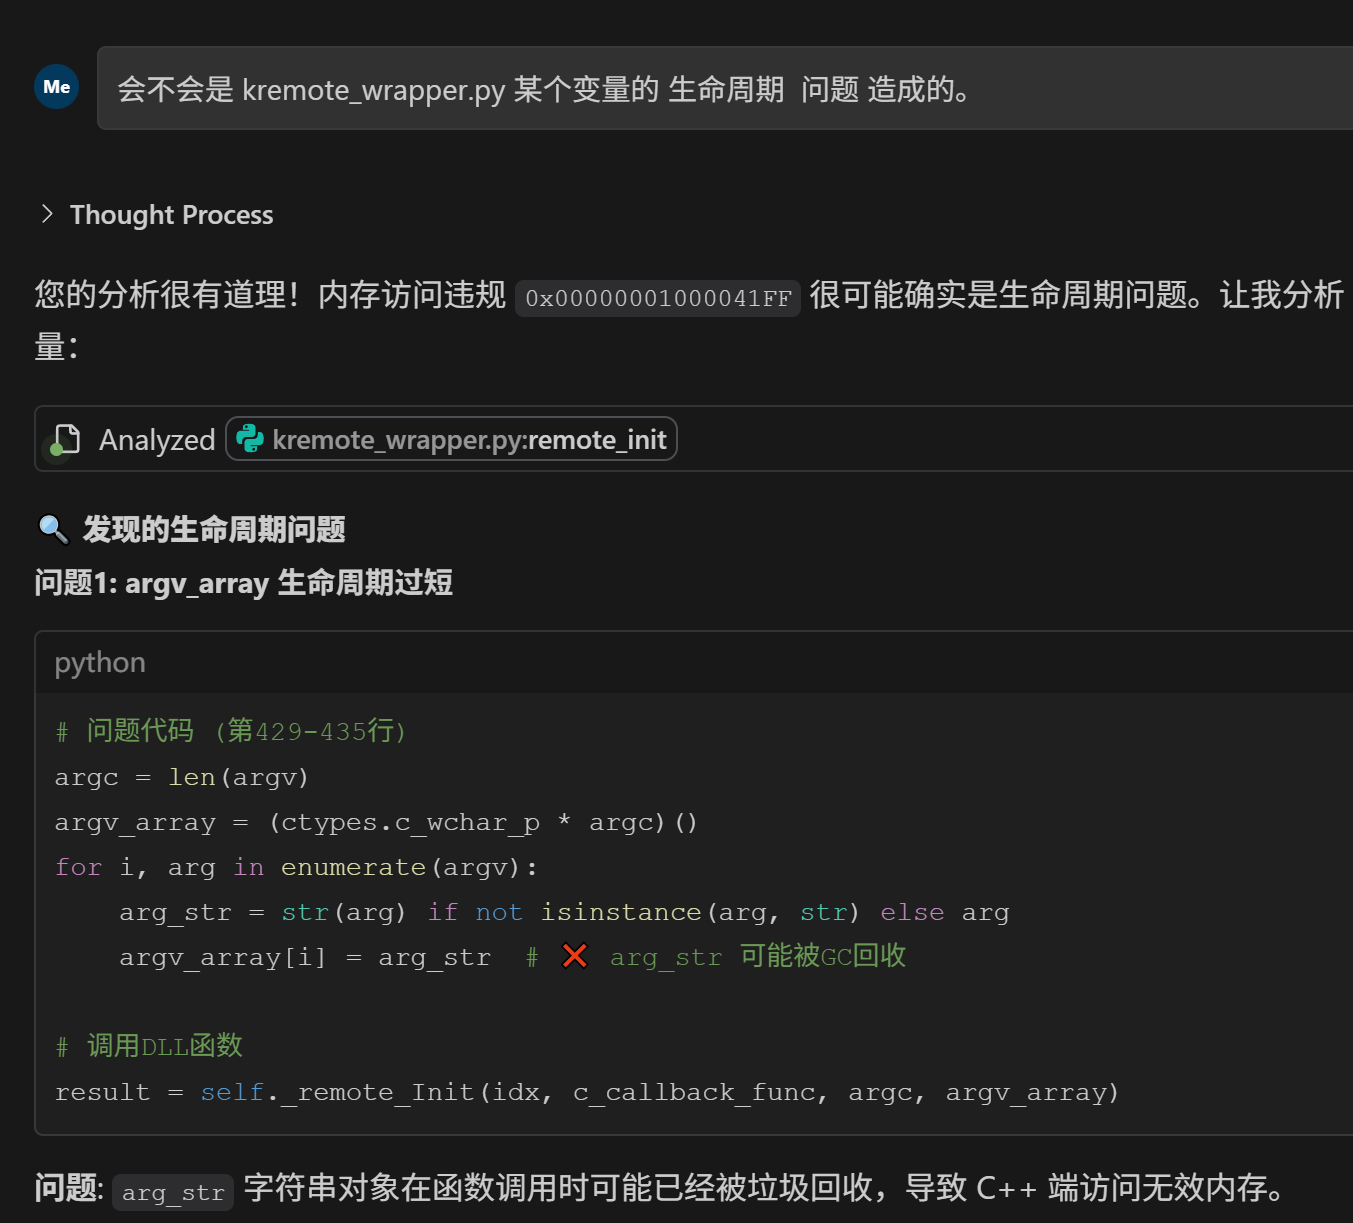 Me
会不会是 kremote_wrapper.py 某个变量的 生命周期  问题 造成的。
Thought Process
您的分析很有道理！内存访问违规 0x00000001000041FF 很可能确实是生命周期问题。让我分析
量：
Analyzed kremote_wrapper.py:remote_init
🔍 发现的生命周期问题
问题1: argv_array 生命周期过短
python
# 问题代码 (第429-435行)
argc = len(argv)
argv_array = (ctypes.c_wchar_p * argc)()
for i, arg in enumerate(argv):
    arg_str = str(arg) if not isinstance(arg, str) else arg
    argv_array[i] = arg_str  # ❌ arg_str 可能被GC回收
# 调用DLL函数
result = self._remote_Init(idx, c_callback_func, argc, argv_array)
问题: arg_str 字符串对象在函数调用时可能已经被垃圾回收，导致 C++ 端访问无效内存。